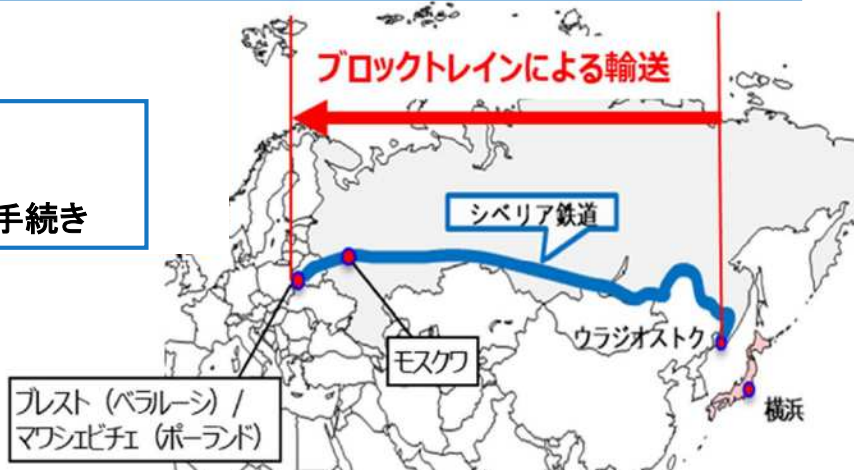 ブロックトレインによる輸送
手続き
シベリア鉄道
ウラジオストク
モスクワ
ブレスト（ベラルーシ）/
マワシェビチェ（ポーランド）
横浜